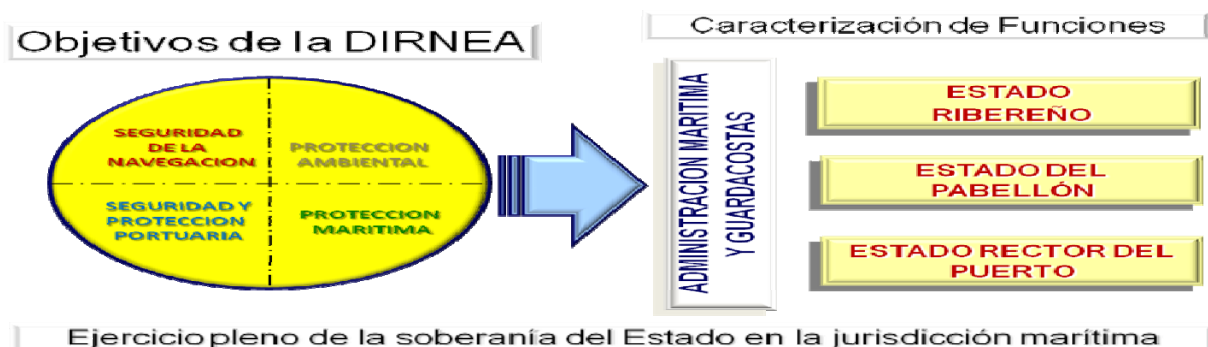 Objetivos de la DIRNEA
Caracterización de Funciones
SEGURIDAD
DE LA
NAVEGACION
PROTECCION
AMBIENTAL
SEGURIDAD Y
PROTECCION
PORTUARIA
PROTECCION
MARITIMA
ADMINISTRACION MARITIMA
Y GUARDACOSTAS
ESTADO
RIBEREÑO
ESTADO DEL
PABELLÓN
ESTADO RECTOR DEL
PUERTO
Ejercicio pleno de la soberanía del Estado en la jurisdicción marítima